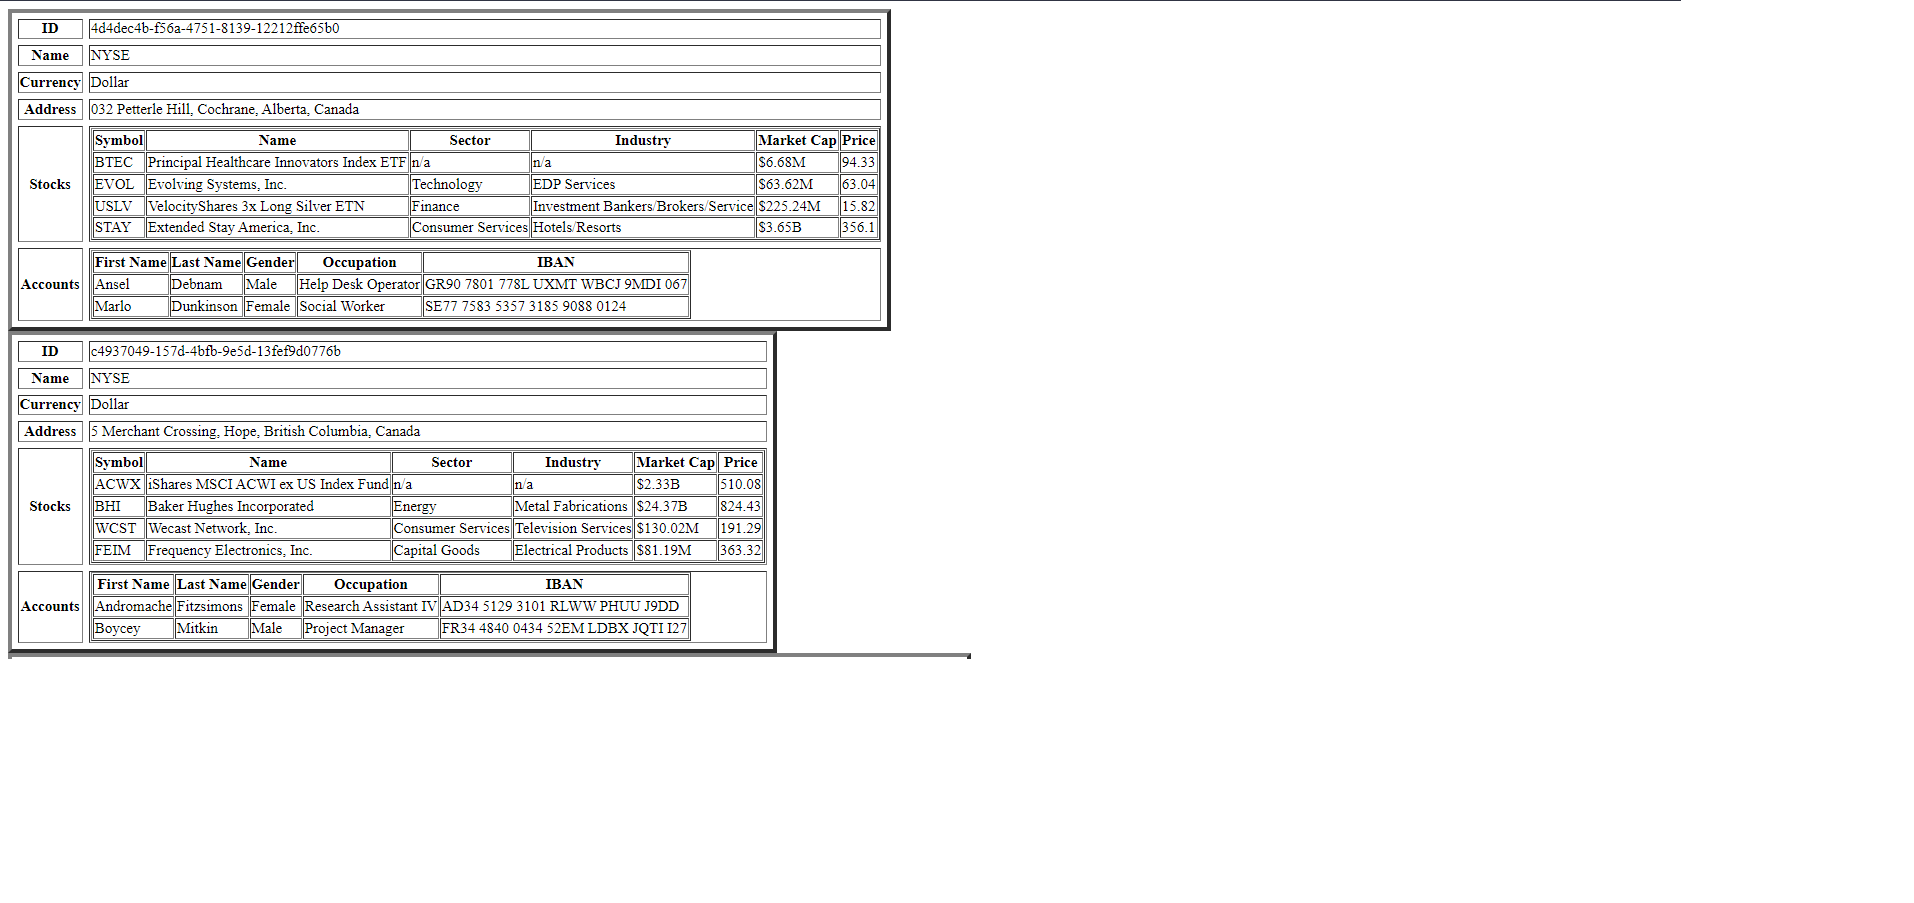 ID 4d4dec4b-f56a-4751-8139-12212ffe65b0
Name NYSE
Currency Dollar
Address 032 Petterle Hill, Cochrane, Alberta, Canada
Stocks
Symbol Name Sector Industry Market Cap Price
BTEC Principal Healthcare Innovators Index ETF n/a n/a $6.68M 94.33
EVOL Evolving Systems, Inc. Technology EDP Services $63.62M 63.04
USLV VelocityShares 3x Long Silver ETN Finance Investment Bankers/Brokers/Service $225.24M 15.82
STAY Extended Stay America, Inc. Consumer Services Hotels/Resorts $3.65B 356.1
Accounts
First Name Last Name Gender Occupation IBAN
Ansel Debnam Male Help Desk Operator GR90 7801 778L UXMT WBCJ 9MDI 067
Marlo Dunkinson Female Social Worker SE77 7583 5357 3185 9088 0124
ID c4937049-157d-4bfb-9e5d-13fef9d0776b
Name NYSE
Currency Dollar
Address 5 Merchant Crossing, Hope, British Columbia, Canada
Stocks
Symbol Name Sector Industry Market Cap Price
ACWX iShares MSCI ACWI ex US Index Fund n/a n/a $2.33B 510.08
BHI Baker Hughes Incorporated Energy Metal Fabrications $24.37B 824.43
WCST Wecast Network, Inc. Consumer Services Television Services $130.02M 191.29
FEIM Frequency Electronics, Inc. Capital Goods Electrical Products $81.19M 363.32
Accounts
First Name Last Name Gender Occupation IBAN
Andromache Fitzsimons Female Research Assistant IV AD34 5129 3101 RLWW PHUU J9DD
Boycey Mitkin Male Project Manager FR34 4840 0434 52EM LDBX JQTI I27